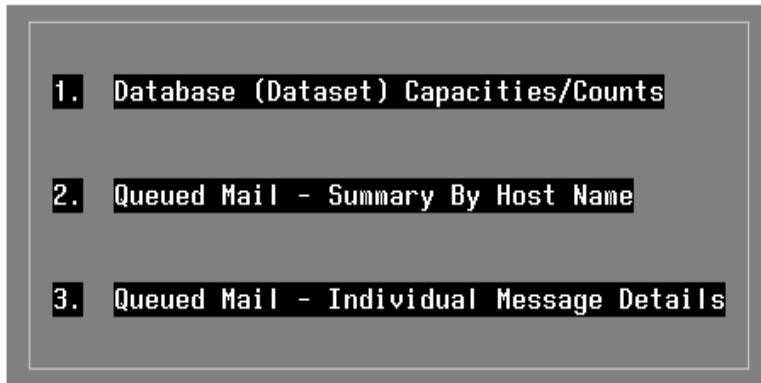 1. Database (Dataset) Capacities/Counts
2. Queued Mail - Summary By Host Name
3. Queued Mail - Individual Message Details